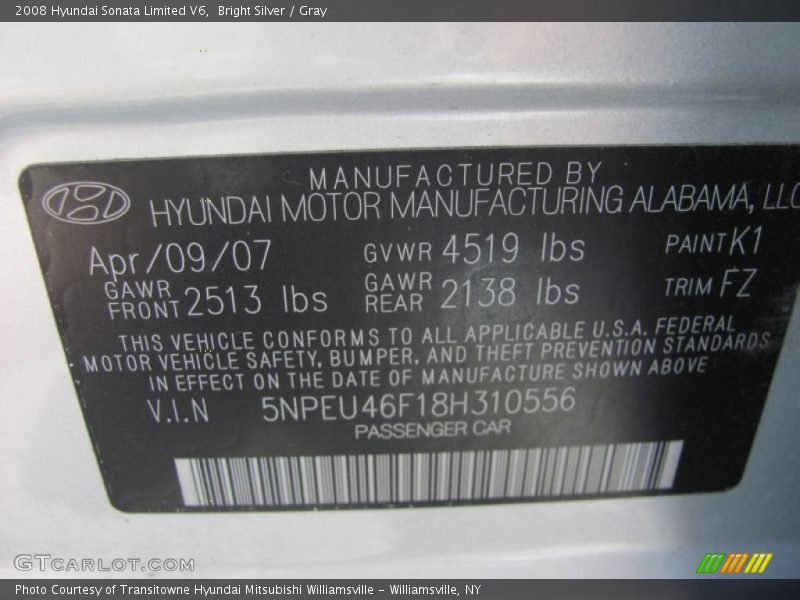 2008 Hyundai Sonata Limited V6, Bright Silver / Gray
MANUFACTURED BY
HYUNDAI MOTOR MANUFACTURING ALABAMA, LLC
Apr/09/07 GVWR 4519 lbs PAINT K1
GAWR FRONT 2513 lbs GAWR REAR 2138 lbs TRIM FZ
THIS VEHICLE CONFORMS TO ALL APPLICABLE U.S.A. FEDERAL
MOTOR VEHICLE SAFETY, BUMPER, AND THEFT PREVENTION STANDARDS
IN EFFECT ON THE DATE OF MANUFACTURE SHOWN ABOVE
V.I.N 5NPEU46F18H310556
PASSENGER CAR
GTCARLOT.COM
Photo Courtesy of Transitowne Hyundai Mitsubishi Williamsville - Williamsville, NY